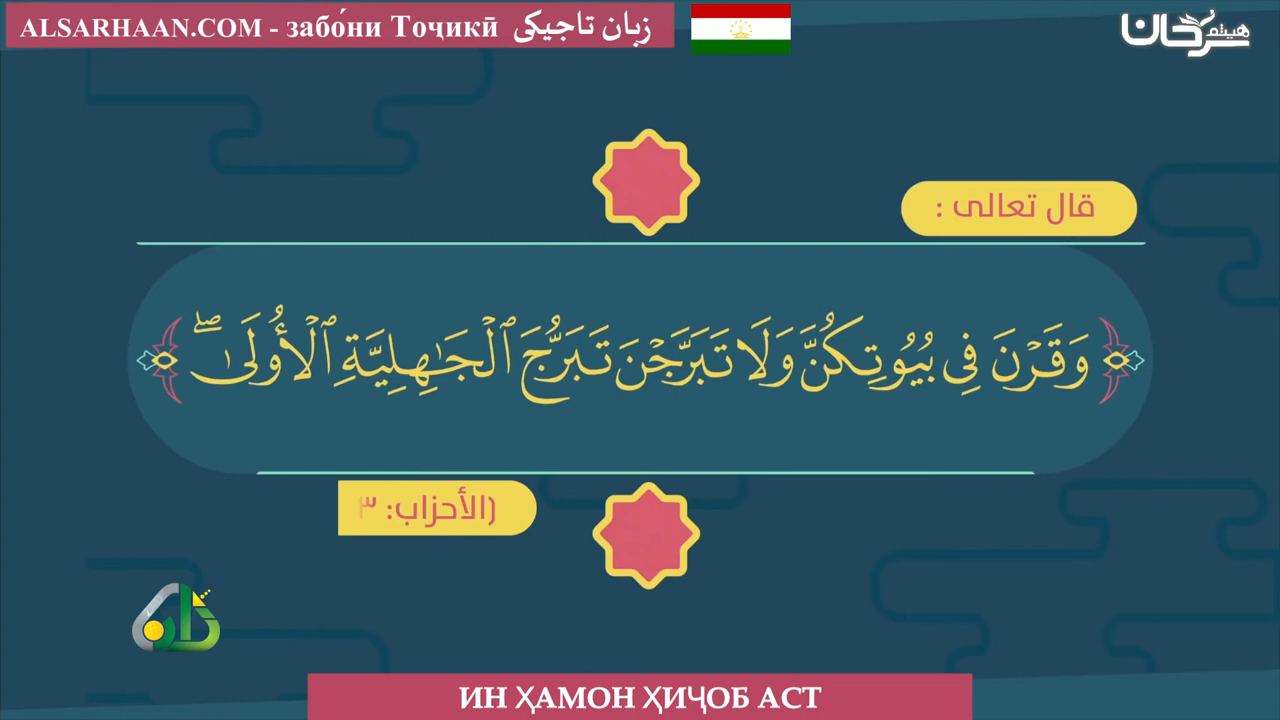 ALSARHAAN.COM - забо́ни Тоҷикӣ زبان تاجیکی
هيثم سرحان
قال تعالى :
وَقَرۡنَ فِي بُيُوتِكُنَّ وَلَا تَبَرَّجۡنَ تَبَرُّجَ ٱلۡجَٰهِلِيَّةِ ٱلۡأُولَىٰۖ
(الأحزاب: ٣
ИН ҲАМОН ҲИҶОБ АСТ